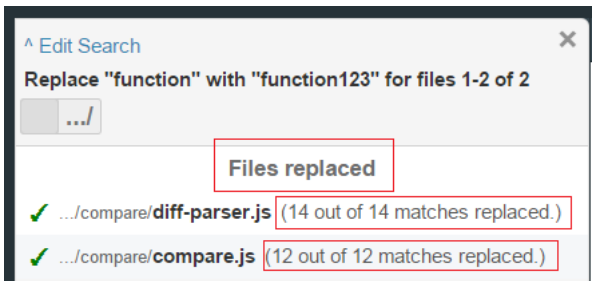 ^ Edit Search
×
Replace "function" with "function123" for files 1-2 of 2
.../
Files replaced
✓ .../compare/diff-parser.js (14 out of 14 matches replaced.)
✓ .../compare/compare.js (12 out of 12 matches replaced.)